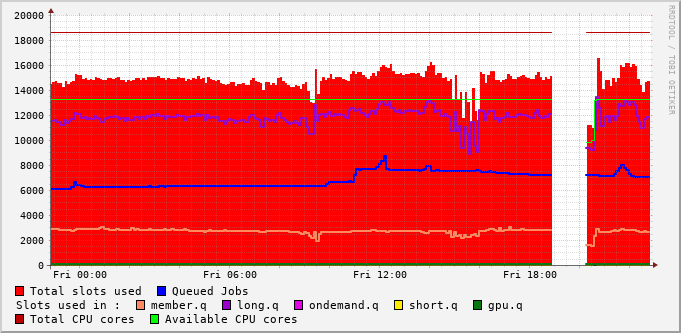 20000
18000
16000
14000
12000
10000
8000
6000
4000
2000
0
Fri 00:00 Fri 06:00 Fri 12:00 Fri 18:00
RRDTOOL / TOBI OETIKER
Total slots used Queued Jobs
Slots used in : member.q long.q ondemand.q short.q gpu.q
Total CPU cores Available CPU cores